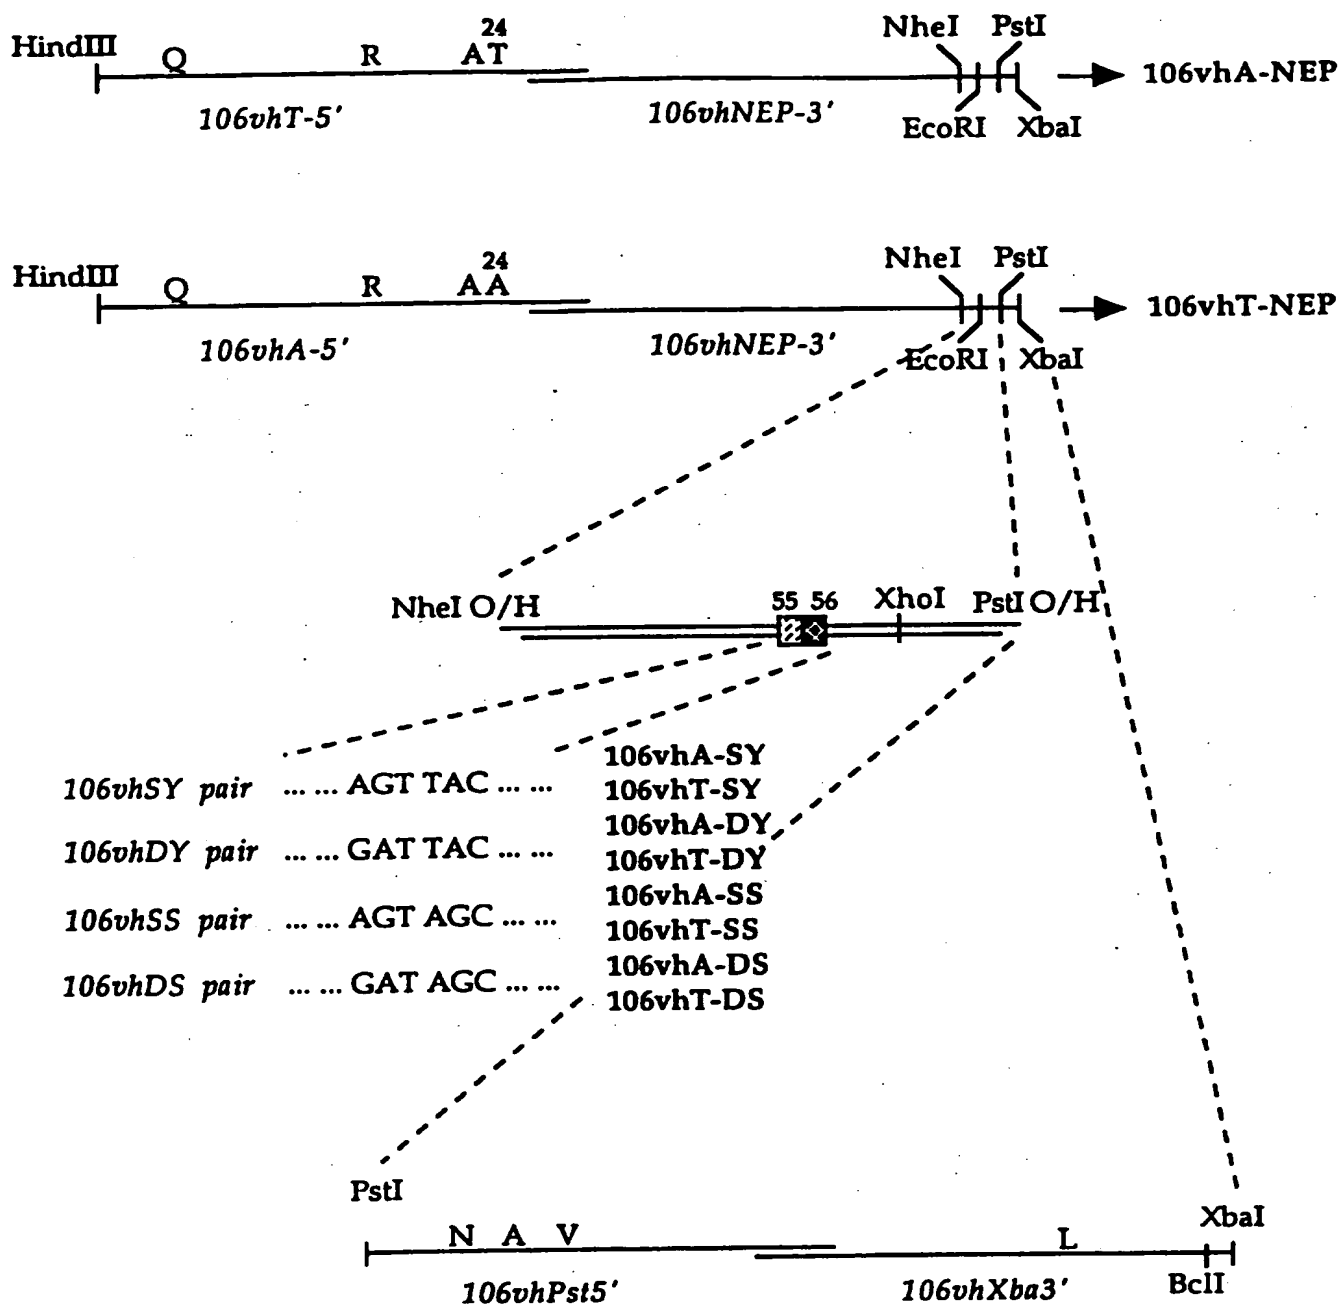 24
HindIII Q R AT NheI PstI
106vhA-NEP
106vhT-5' 106vhNEP-3' EcoRI XbaI
24
HindIII Q R AA NheI PstI
106vhT-NEP
106vhA-5' 106vhNEP-3' EcoRI XbaI
NheI O/H 55 56 XhoI PstI O/H
106vhSY pair ... ... AGT TAC ... ...
106vhDY pair ... ... GAT TAC ... ...
106vhSS pair ... ... AGT AGC ... ...
106vhDS pair ... ... GAT AGC ... ...
106vhA-SY
106vhT-SY
106vhA-DY
106vhT-DY
106vhA-SS
106vhT-SS
106vhA-DS
106vhT-DS
PstI XbaI
N A V L
106vhPst5' 106vhXba3' BclI